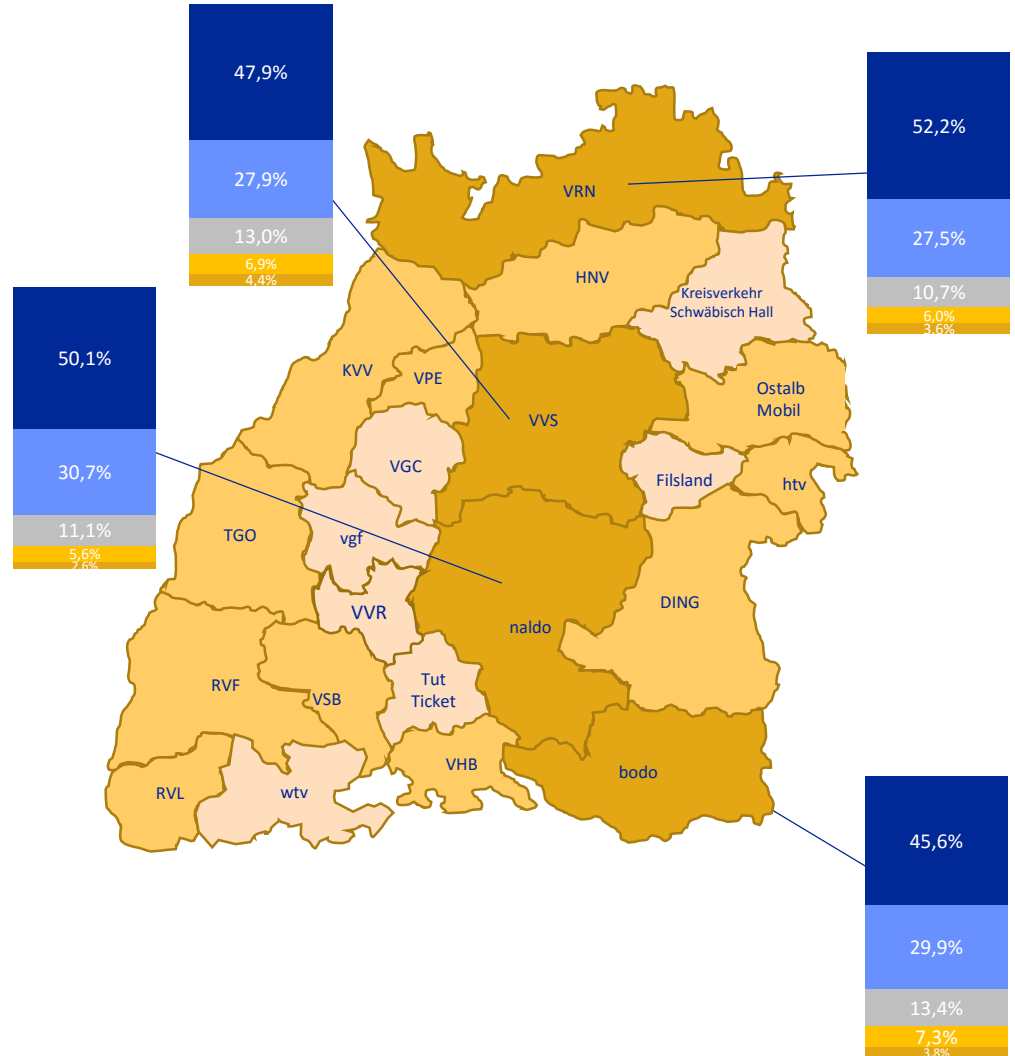 47,9%
27,9%
13,0%
6,9%
4,4%
52,2%
27,5%
10,7%
6,0%
3,6%
50,1%
30,7%
11,1%
5,6%
2,6%
VRN
HNV
Kreisverkehr
Schwäbisch Hall
KVV
VPE
Ostalb
Mobil
VVS
VGC
Filsland
htv
TGO
vgf
DING
VVR
naldo
RVF
VSB
Tut
Ticket
VHB
bodo
RVL
wtv
45,6%
29,9%
13,4%
7,3%
3,8%